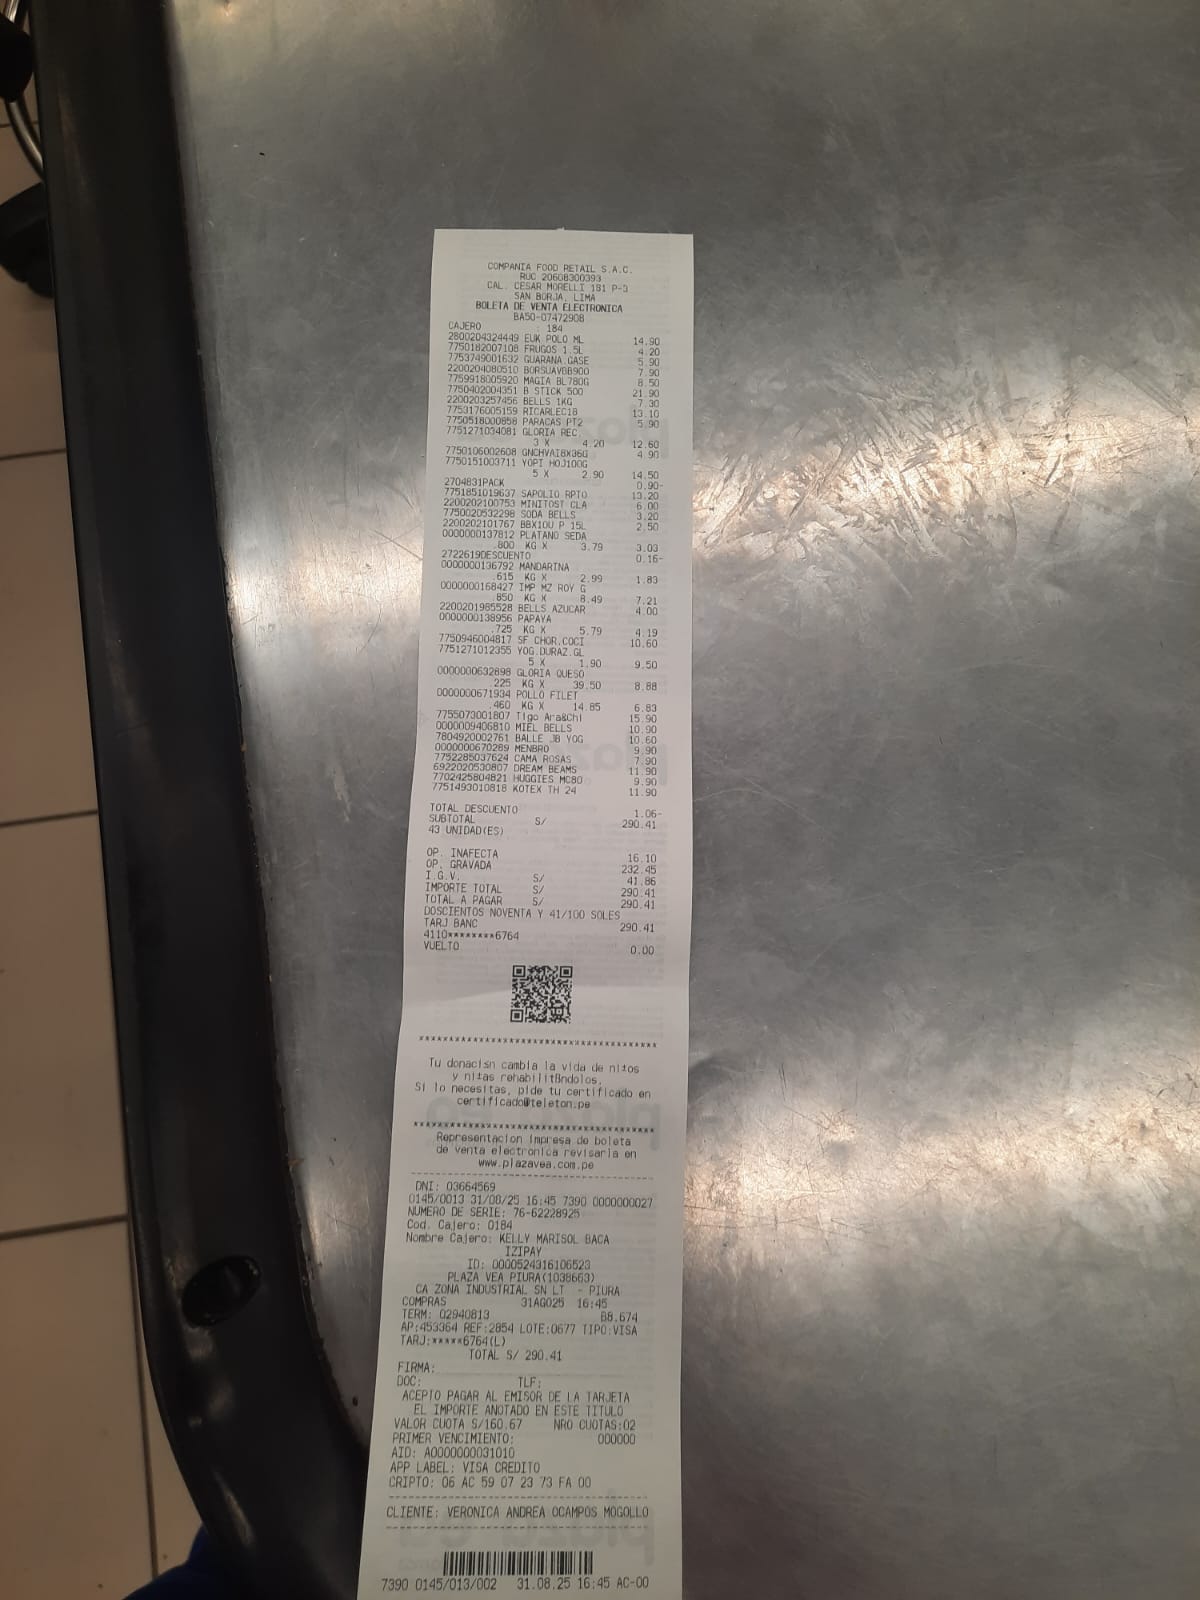 COMPANIA FOOD RETAIL S.A.C.
RUC 20608300393
CAL. CESAR MORELLI 181 P-3
SAN BORJA, LIMA
BOLETA DE VENTA ELECTRONICA
BA50-07472908
CAJERO : 184
2800204324449 EUK POLO ML 14.90
7750182007108 FRUGOS 1.5L 4.20
7753749001632 GUARANA.GASE 5.90
2200204080510 BORSUAVBB900 7.90
7759918005920 MAGIA BL780G 8.50
7750402004351 B STICK 500 21.90
2200203257456 BELLS 1KG 7.30
7753176005159 RICARLEC18 13.10
7750518000858 PARACAS PT2 5.90
7751271034081 GLORIA REC.
3 X 4.20 12.60
7750106002608 GNCHVAI8X36G 4.90
7750151003711 YOPI HOJ100G
5 X 2.90 14.50
2704831PACK 0.90-
7751851019637 SAPOLIO RPTO 13.20
2200202100753 MINITOST CLA 6.00
7750020532298 SODA BELLS 3.20
2200202101767 BBX10U P 15L 2.50
0000000137812 PLATANO SEDA
.800 KG X 3.79 3.03
2722619DESCUENTO 0.16-
0000000136792 MANDARINA
.615 KG X 2.99 1.83
0000000168427 IMP MZ ROY G
.850 KG X 8.49 7.21
2200201985528 BELLS AZUCAR 4.00
0000000138956 PAPAYA
.725 KG X 5.79 4.19
7750946004817 SF CHOR.COCI 10.60
7751271012355 YOG.DURAZ.GL
5 X 1.90 9.50
0000000632898 GLORIA QUESO
.225 KG X 39.50 8.88
0000000671934 POLLO FILET
.460 KG X 14.85 6.83
7755073001807 Tigo Ara&Chi 15.90
0000009406810 MIEL BELLS 10.90
7804920002761 BALLE JB YOG 10.60
0000000670289 MENBRO 9.90
7752285037624 CAMA ROSAS 7.90
6922020530807 DREAM BEAMS 11.90
7702425804821 HUGGIES MC80 9.90
7751493010818 KOTEX TH 24 11.90
TOTAL DESCUENTO 1.06-
SUBTOTAL S/ 290.41
43 UNIDAD(ES)
OP. INAFECTA 16.10
OP. GRAVADA 232.45
I.G.V. S/ 41.86
IMPORTE TOTAL S/ 290.41
TOTAL A PAGAR S/ 290.41
DOSCIENTOS NOVENTA Y 41/100 SOLES
TARJ BANC 290.41
4110********6764
VUELTO 0.00
Tu donacisn cambia la vida de nitos
y nitas rehabilitBndolos.
Si lo necesitas, pide tu certificado en
certificado@teleton.pe
Representacion impresa de boleta
de venta electronica revisarla en
www.plazavea.com.pe
DNI: 03664569
0145/0013 31/08/25 16:45 7390 0000000027
NUMERO DE SERIE: 76-62228925
Cod. Cajero: 0184
Nombre Cajero: KELLY MARISOL BACA
IZIPAY
ID: 0000524316106523
PLAZA VEA PIURA(1038663)
CA ZONA INDUSTRIAL SN LT - PIURA
COMPRAS 31AGO25 16:45
TERM: 02940813 B8.674
AP:453364 REF:2854 LOTE:0677 TIPO:VISA
TARJ:*****6764(L)
TOTAL S/ 290.41
FIRMA:
DOC: TLF:
ACEPTO PAGAR AL EMISOR DE LA TARJETA
EL IMPORTE ANOTADO EN ESTE TITULO
VALOR CUOTA S/160.67 NRO CUOTAS:02
PRIMER VENCIMIENTO: 000000
AID: A0000000031010
APP LABEL: VISA CREDITO
CRIPTO: 06 AC 59 07 23 73 FA 00
CLIENTE: VERONICA ANDREA OCAMPOS MOGOLLO
7390 0145/013/002 31.08.25 16:45 AC-00